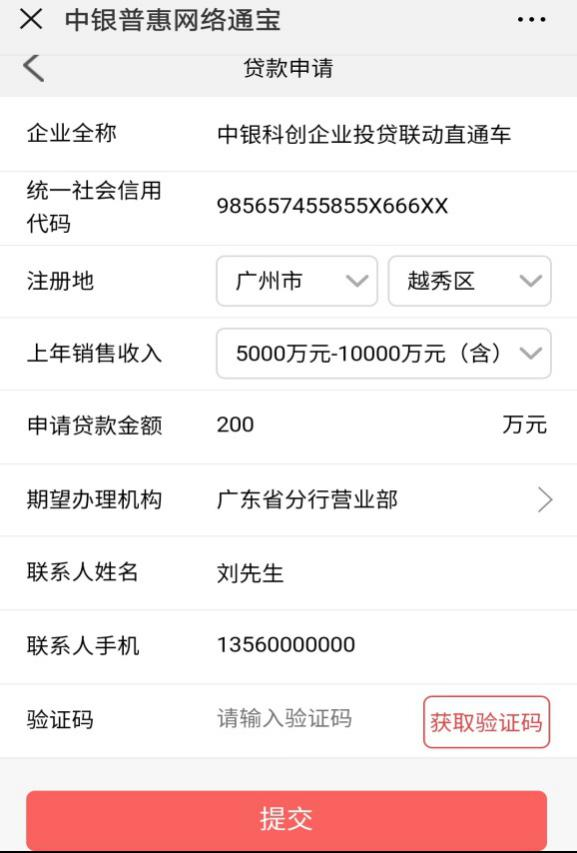 中银普惠网络通宝
贷款申请
企业全称 中银科创企业投贷联动直通车
统一社会信用
代码
985657455855X666XX
注册地 广州市 越秀区
上年销售收入 5000万元-10000万元（含）
申请贷款金额 200 万元
期望办理机构 广东省分行营业部
联系人姓名 刘先生
联系人手机 13560000000
验证码 请输入验证码 获取验证码
提交